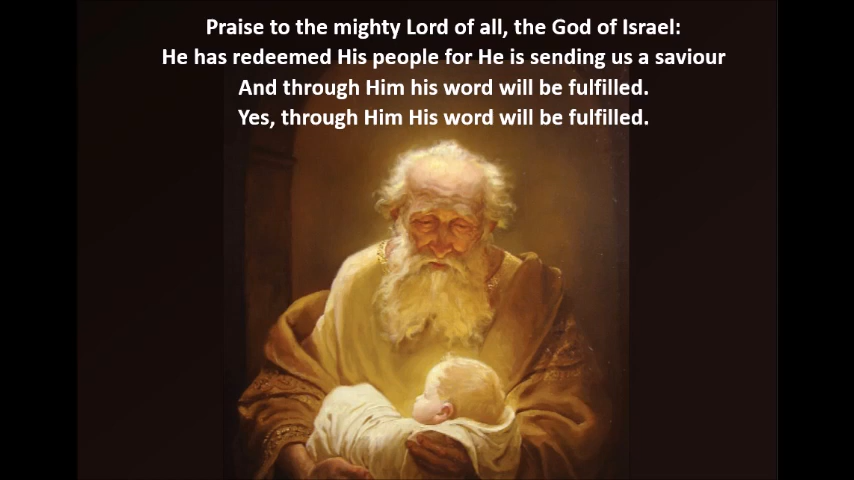 Praise to the mighty Lord of all, the God of Israel:
He has redeemed His people for He is sending us a saviour
And through Him his word will be fulfilled.
Yes, through Him His word will be fulfilled.